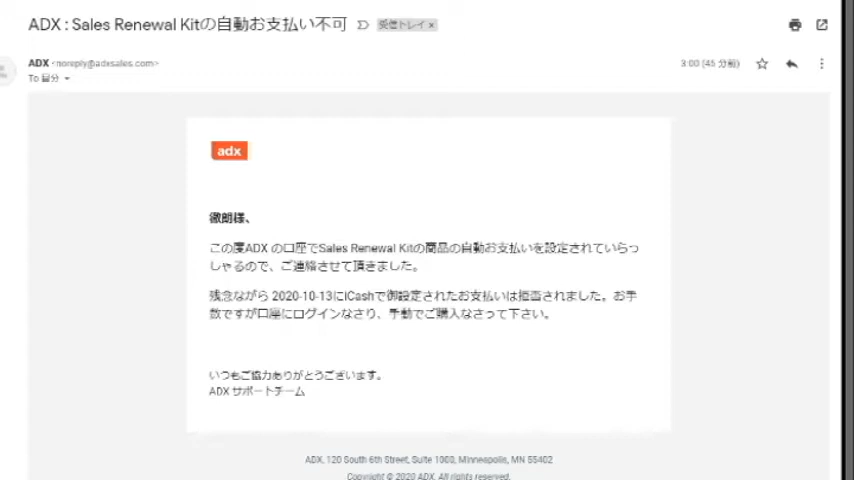 ADX : Sales Renewal Kitの自動お支払い不可 受信トレイ ×
ADX <noreply@adxsales.com> 3:00 (45 分前)
To 自分
adx
徹朗様、
この度ADX の口座でSales Renewal Kitの商品の自動お支払いを設定されていらっ
しゃるので、ご連絡させて頂きました。
残念ながら 2020-10-13にiCashで御設定されたお支払いは拒否されました。お手
数ですが口座にログインなさり、手動でご購入なさって下さい。
いつもご協力ありがとうございます。
ADX サポートチーム
ADX, 120 South 6th Street, Suite 1000, Minneapolis, MN 55402
Copyright © 2020 ADX. All rights reserved.